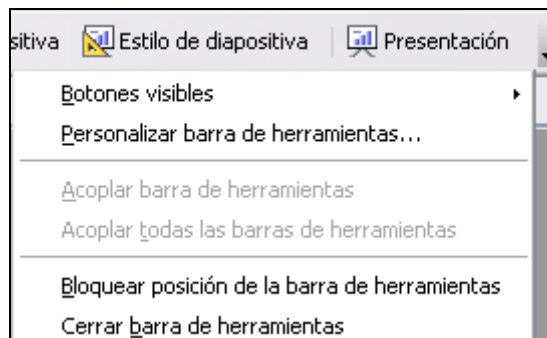 sitiva Estilo de diapositiva Presentación
Botones visibles
Personalizar barra de herramientas...
Acoplar barra de herramientas
Acoplar todas las barras de herramientas
Bloquear posición de la barra de herramientas
Cerrar barra de herramientas